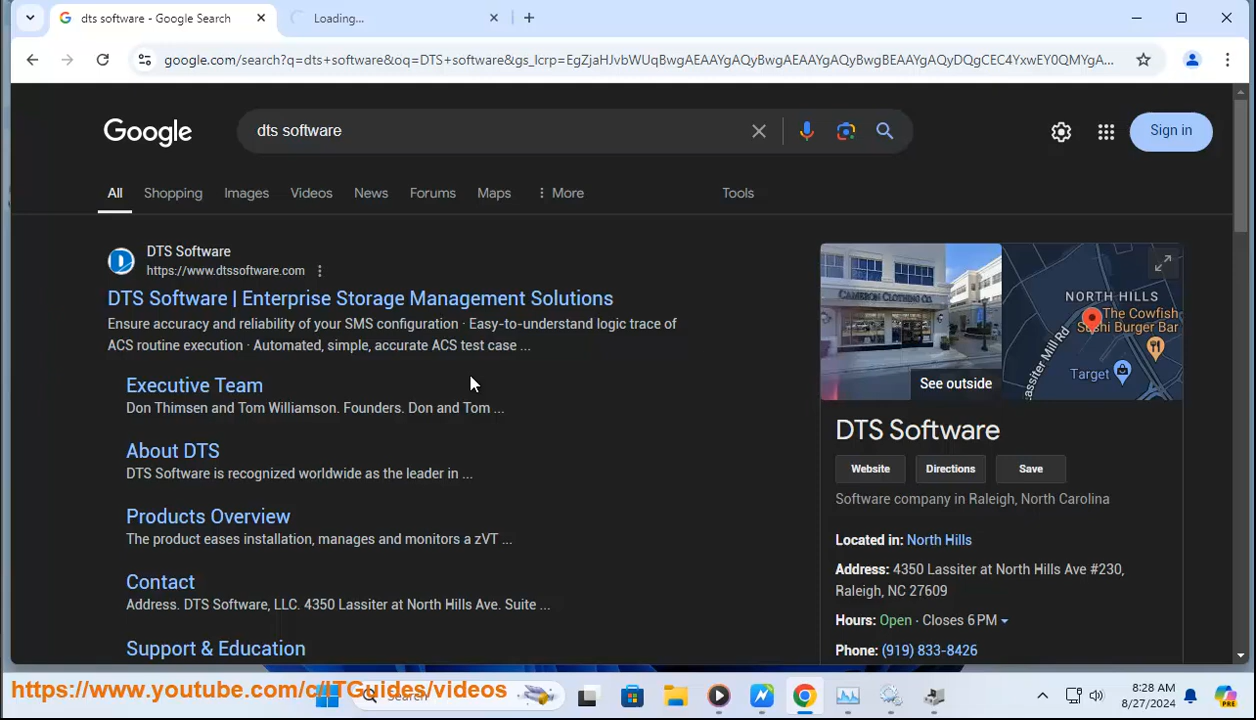 dts software - Google Search
Loading...
google.com/search?q=dts+software&oq=DTS+software&gs_lcrp=EgZjaHJvbWUqBwgAEAAYgAQyBwgAEAAYgAQyBwgBEAAYgAQyDQgCEC4YxwEY0QMYgA...
Google
dts software
Sign in
All
Shopping
Images
Videos
News
Forums
Maps
More
Tools
DTS Software
https://www.dtssoftware.com
DTS Software | Enterprise Storage Management Solutions
Ensure accuracy and reliability of your SMS configuration · Easy-to-understand logic trace of
ACS routine execution · Automated, simple, accurate ACS test case ...
Executive Team
Don Thimsen and Tom Williamson. Founders. Don and Tom ...
About DTS
DTS Software is recognized worldwide as the leader in ...
Products Overview
The product eases installation, manages and monitors a zVT ...
Contact
Address. DTS Software, LLC. 4350 Lassiter at North Hills Ave. Suite ...
Support & Education
CAMERON CLOTHING CO.
See outside
NORTH HILLS
The Cowfish
Sushi Burger Bar
Lassiter Mill Rd
Target
DTS Software
Website
Directions
Save
Software company in Raleigh, North Carolina
Located in: North Hills
Address: 4350 Lassiter at North Hills Ave #230,
Raleigh, NC 27609
Hours: Open · Closes 6 PM
Phone: (919) 833-8426
https://www.youtube.com/c/ITGuides/videos
Search
8:28 AM
8/27/2024
PRE